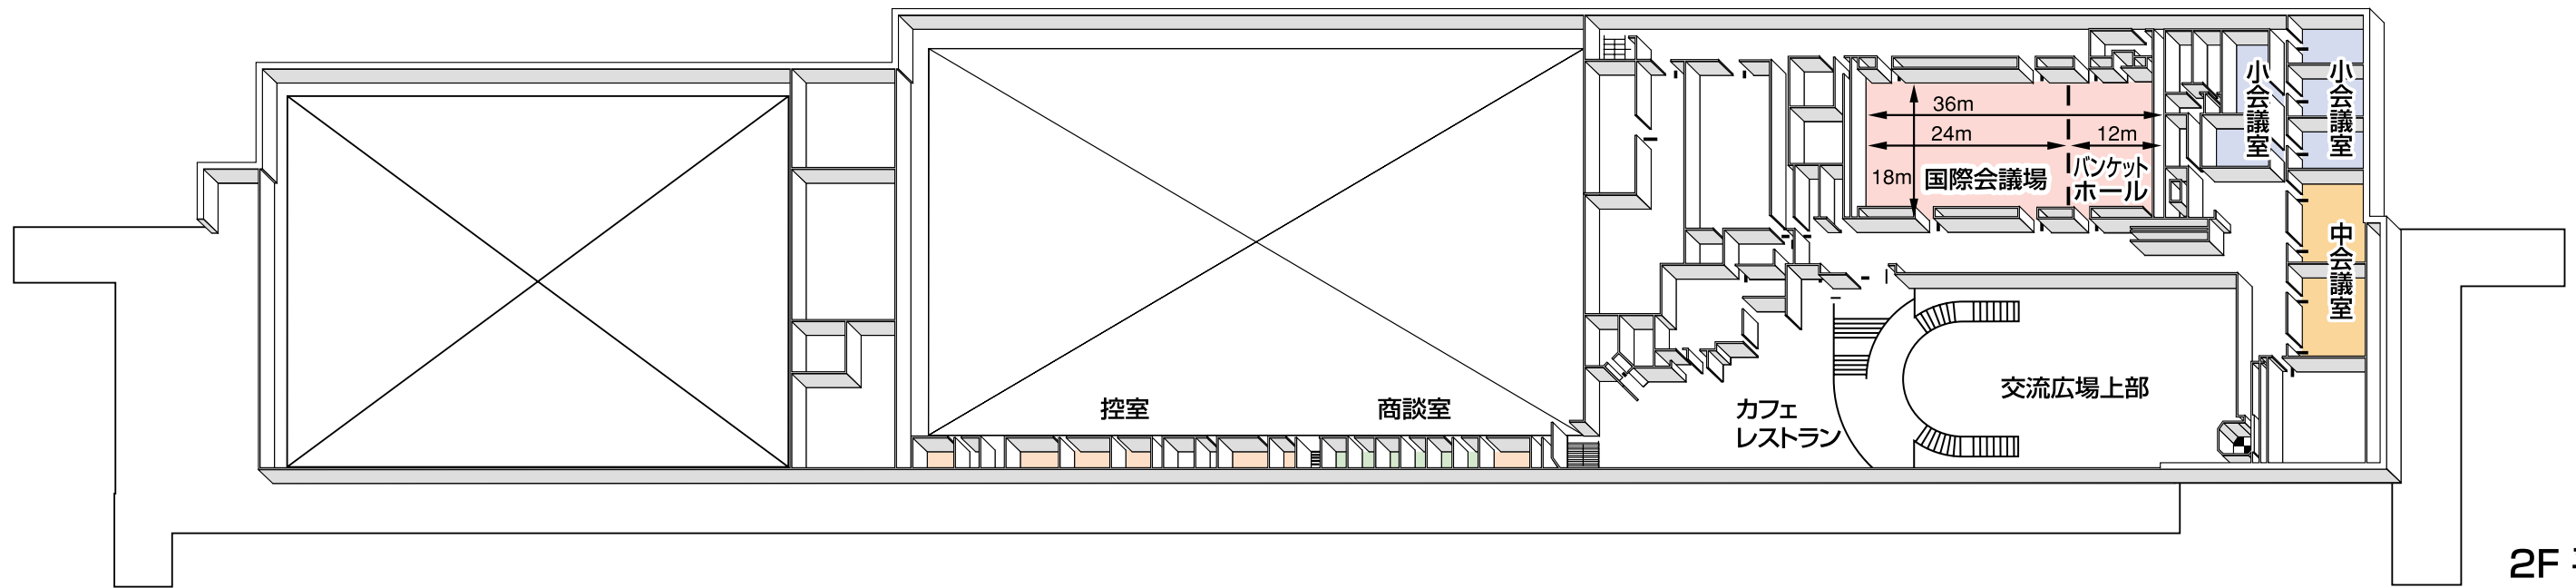 36m
24m
12m
18m
国際会議場
バンケット
ホール
小会議室
小会議室
中会議室
控室
商談室
カフェ
レストラン
交流広場上部
2F